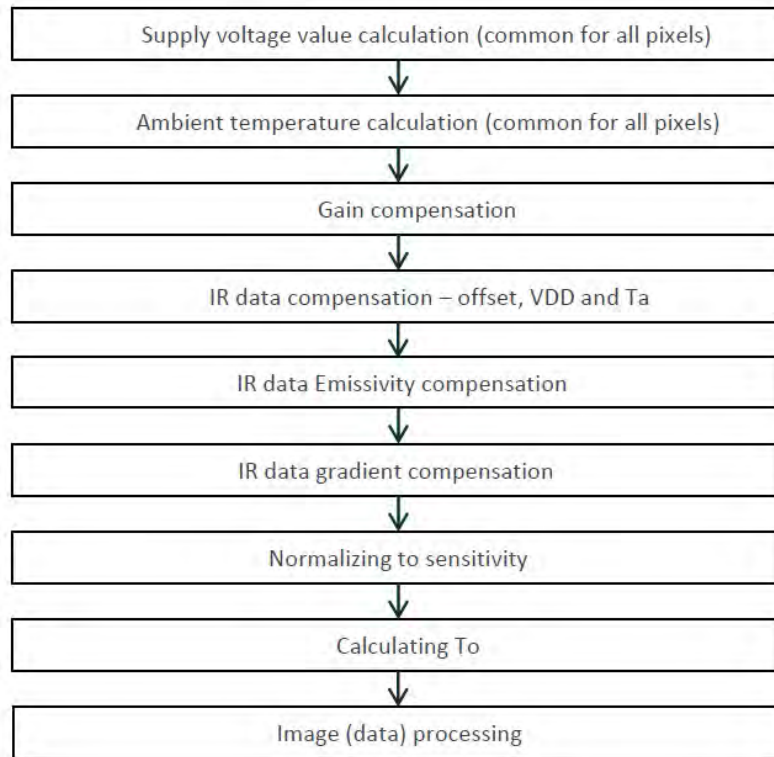 Supply voltage value calculation (common for all pixels)
Ambient temperature calculation (common for all pixels)
Gain compensation
IR data compensation – offset, VDD and Ta
IR data Emissivity compensation
IR data gradient compensation
Normalizing to sensitivity
Calculating To
Image (data) processing